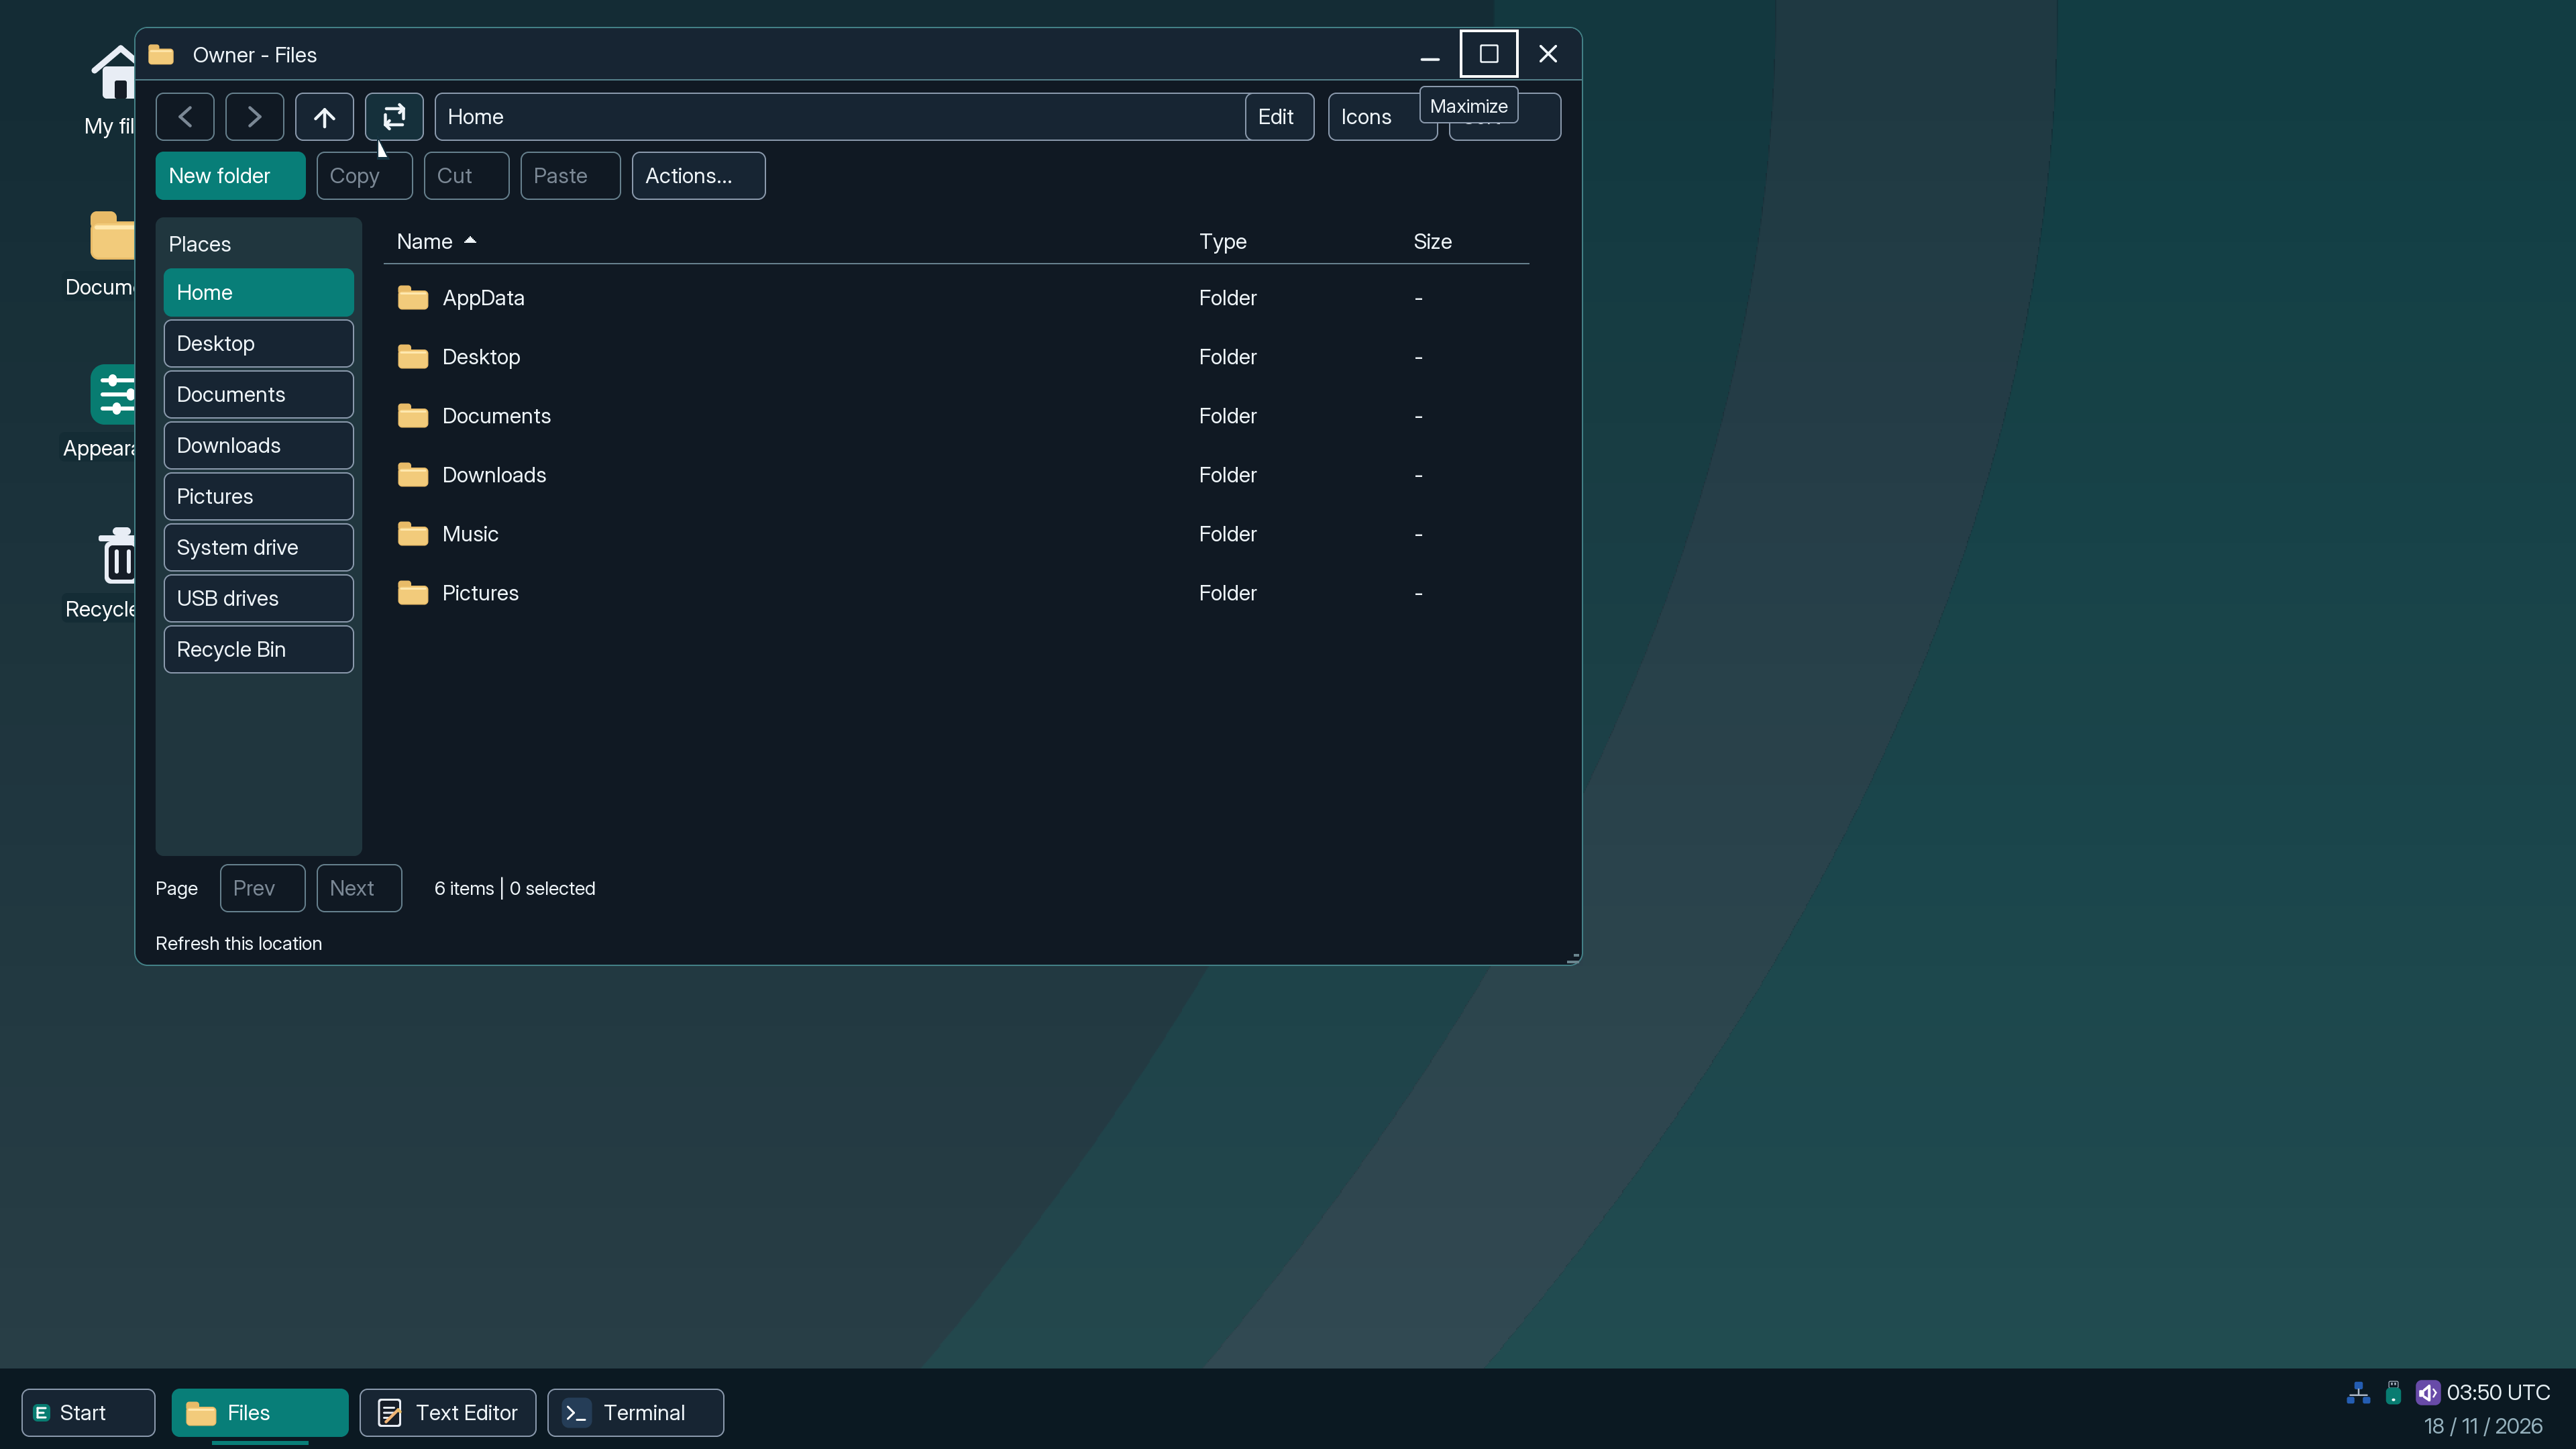 Owner - Files
Home
Edit
Icons
Maximize
New folder
Copy
Cut
Paste
Actions...
Places
Home
Desktop
Documents
Downloads
Pictures
System drive
USB drives
Recycle Bin
Name
Type
Size
AppData
Folder
-
Desktop
Folder
-
Documents
Folder
-
Downloads
Folder
-
Music
Folder
-
Pictures
Folder
-
Page
Prev
Next
6 items | 0 selected
Refresh this location
My fil
Docum
Appeara
Recycle
E Start
Files
Text Editor
Terminal
03:50 UTC
18 / 11 / 2026